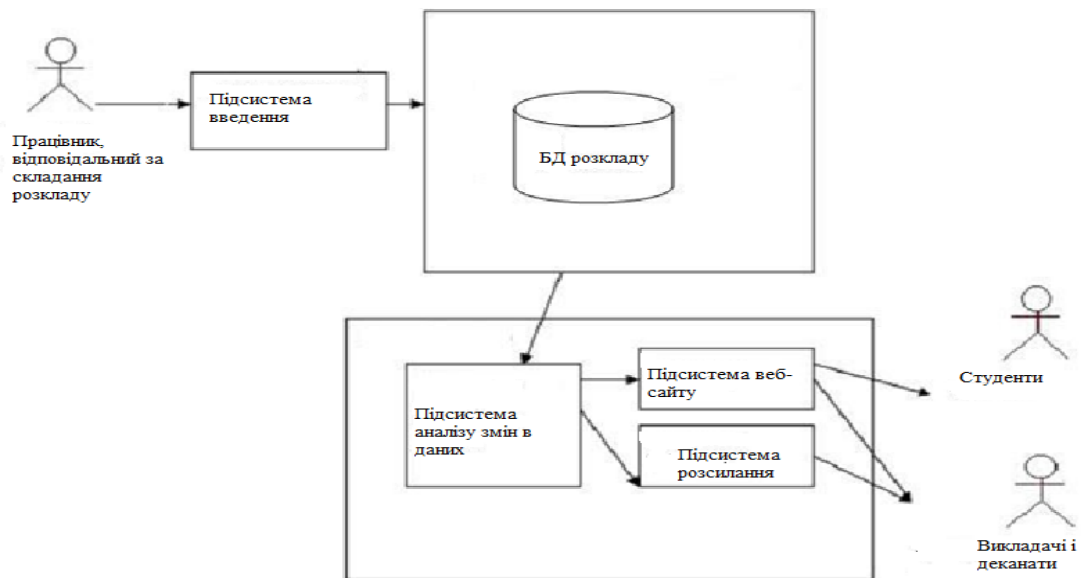 Підсистема
введення
Працівник,
відповідальний за
складання
розкладу
БД розкладу
Підсистема
аналізу змін в
даних
Підсистема веб-
сайту
Підсистема
розсилання
Студенти
Викладачі і
деканати